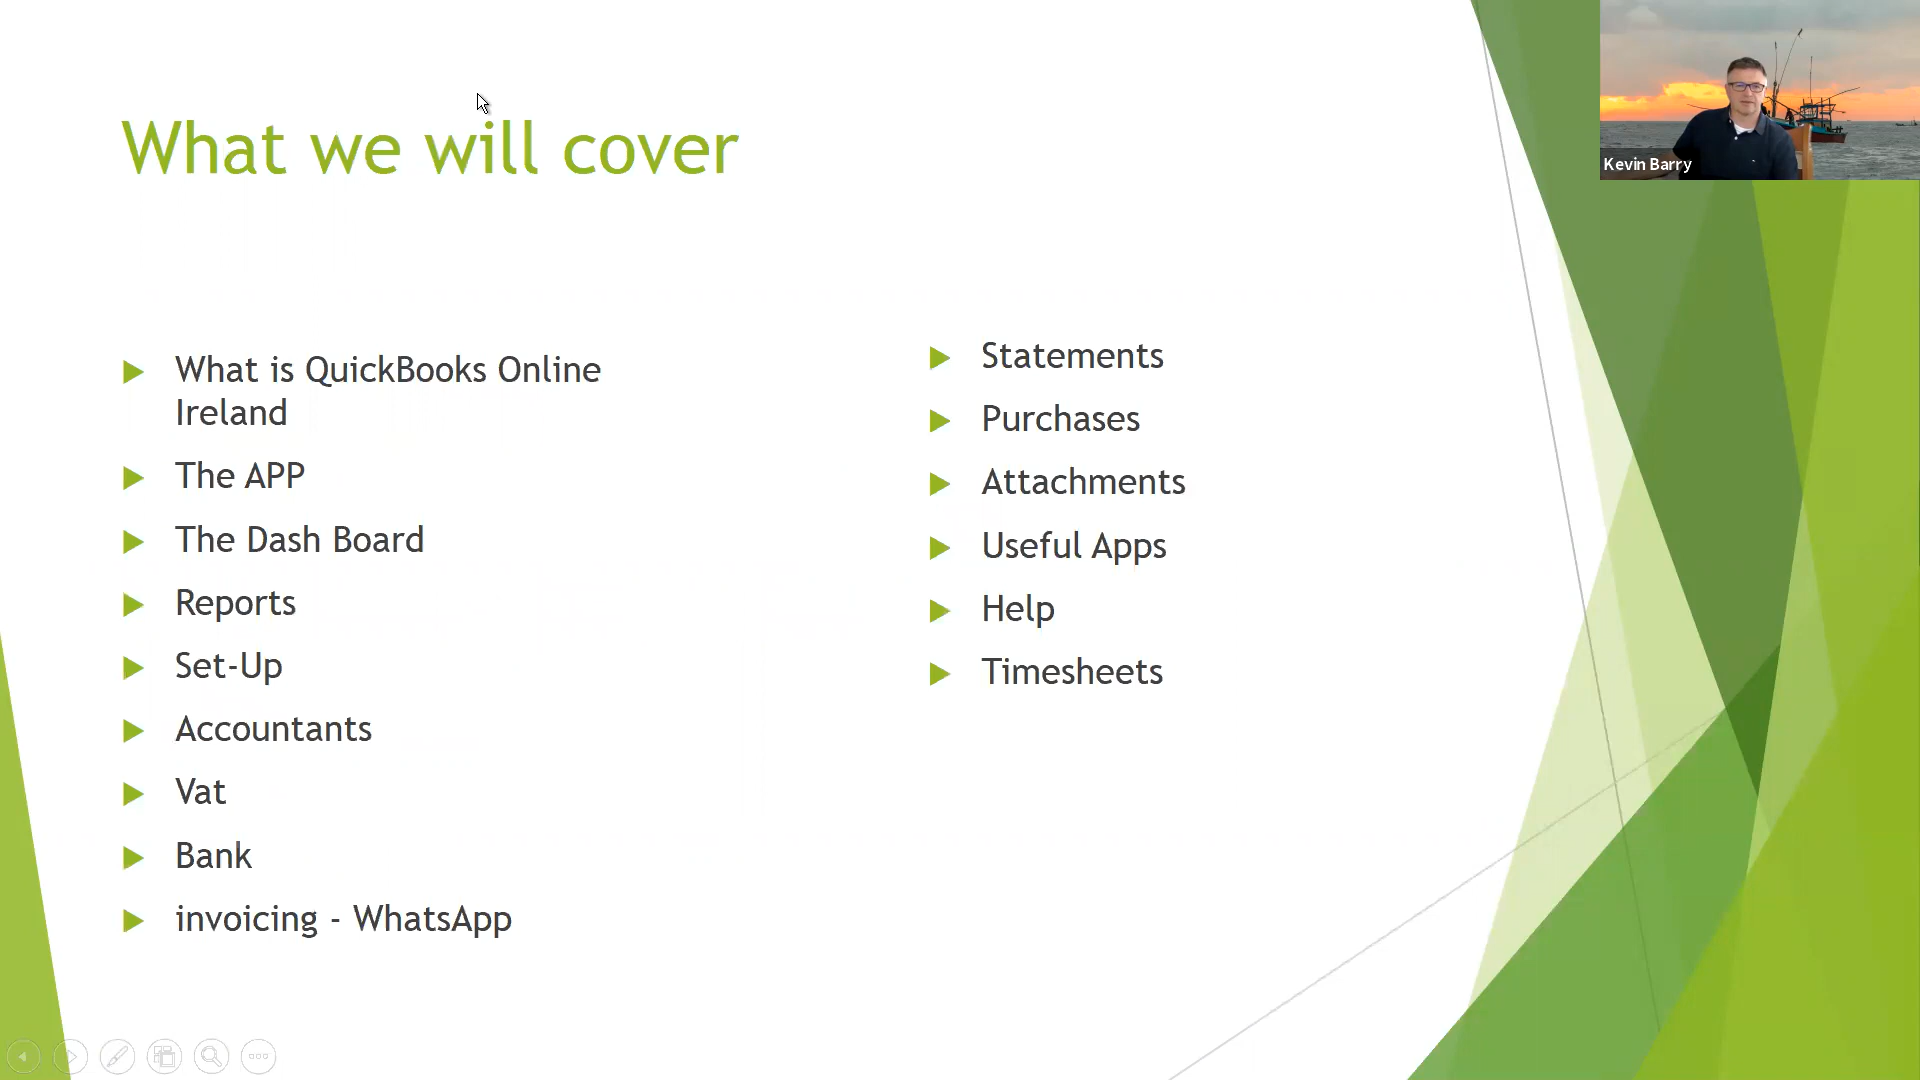 What we will cover
What is QuickBooks Online
Ireland
The APP
The Dash Board
Reports
Set-Up
Accountants
Vat
Bank
invoicing - WhatsApp
Statements
Purchases
Attachments
Useful Apps
Help
Timesheets
Kevin Barry